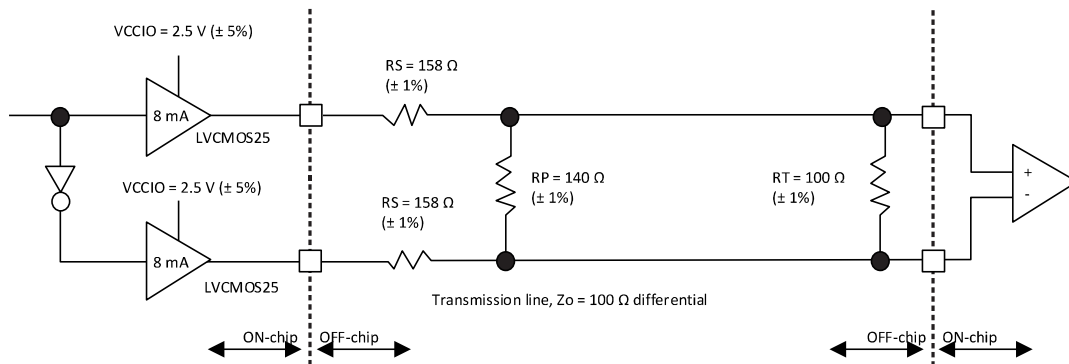 VCCIO = 2.5 V (± 5%)
8 mA
LVCMOS25
RS = 158 Ω
(± 1%)
VCCIO = 2.5 V (± 5%)
8 mA
LVCMOS25
RS = 158 Ω
(± 1%)
RP = 140 Ω
(± 1%)
RT = 100 Ω
(± 1%)
+
-
Transmission line, Zo = 100 Ω differential
ON-chip
OFF-chip
OFF-chip
ON-chip